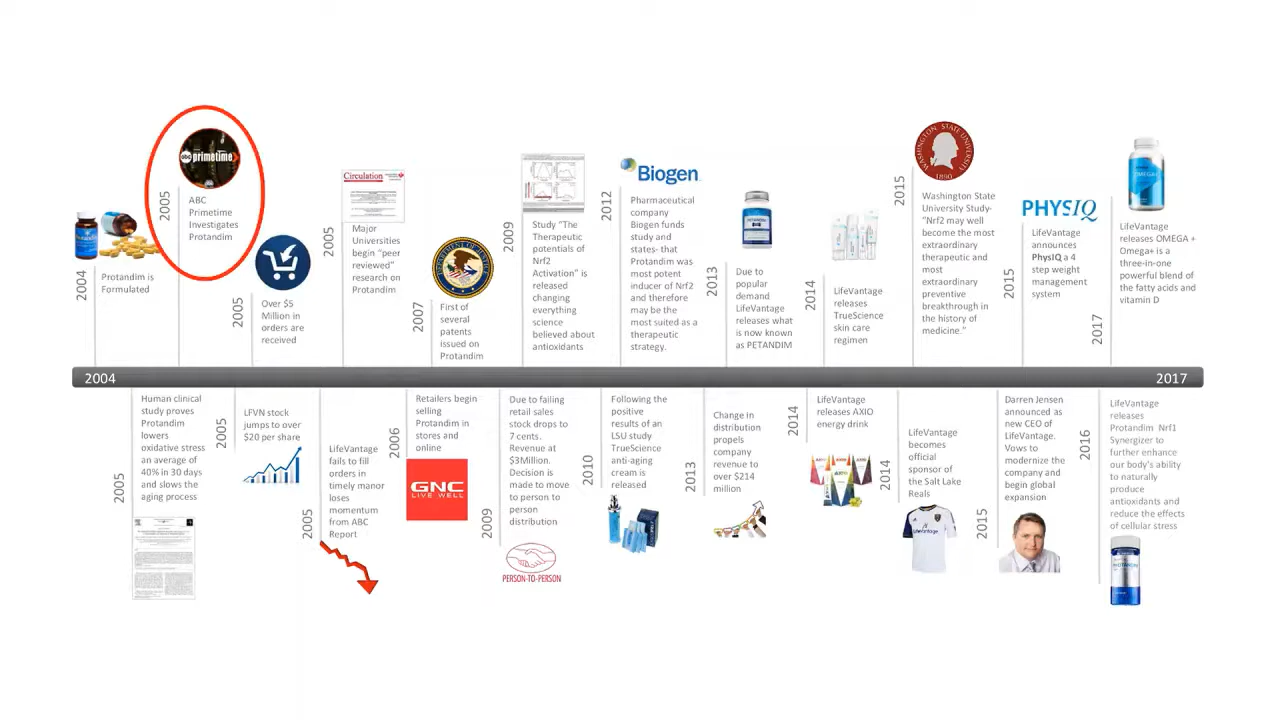 2004
Protandim is
Formulated
primetime
2005
ABC
Primetime
Investigates
Protandim
2005
Over $5
Million in
orders are
received
Circulation
2005
Major
Universities
begin “peer
reviewed”
research on
Protandim
2007
First of
several
patents
issued on
Protandim
2009
Study “The
Therapeutic
potentials of
Nrf2
Activation” is
released
changing
everything
science
believed about
antioxidants
Biogen
2012
Pharmaceutical
company
Biogen funds
study and
states- that
Protandim was
most potent
inducer of Nrf2
and therefore
may be the
most suited as a
therapeutic
strategy.
2013
Due to
popular
demand
LifeVantage
releases what
is now known
as PETANDIM
2014
LifeVantage
releases
TrueScience
skin care
regimen
WASHINGTON STATE UNIVERSITY
1890
2015
Washington State
University Study-
“Nrf2 may well
become the most
extraordinary
therapeutic and
most
extraordinary
preventive
breakthrough in
the history of
medicine.”
PHYSIQ
2015
LifeVantage
announces
PhysIQ a 4
step weight
management
system
OMEGA+
2017
LifeVantage
releases OMEGA +
Omega+ is a
three-in-one
powerful blend of
the fatty acids and
vitamin D
2004
2017
2005
Human clinical
study proves
Protandim
lowers
oxidative stress
an average of
40% in 30 days
and slows the
aging process
2005
LFVN stock
jumps to over
$20 per share
2005
LifeVantage
fails to fill
orders in
timely manor
loses
momentum
from ABC
Report
2006
Retailers begin
selling
Protandim in
stores and
online
GNC
LIVE WELL
2009
Due to failing
retail sales
stock drops to
7 cents.
Revenue at
$3Million.
Decision is
made to move
to person to
person
distribution
PERSON-TO-PERSON
2010
Following the
positive
results of an
LSU study
TrueScience
anti-aging
cream is
released
2013
Change in
distribution
propels
company
revenue to
over $214
million
2014
LifeVantage
releases AXIO
energy drink
2014
LifeVantage
becomes
official
sponsor of
the Salt Lake
Reals
LifeVantage
2015
Darren Jensen
announced as
new CEO of
LifeVantage.
Vows to
modernize the
company and
begin global
expansion
2016
LifeVantage
releases
Protandim Nrf1
Synergizer to
further enhance
our body's ability
to naturally
produce
antioxidants and
reduce the effects
of cellular stress